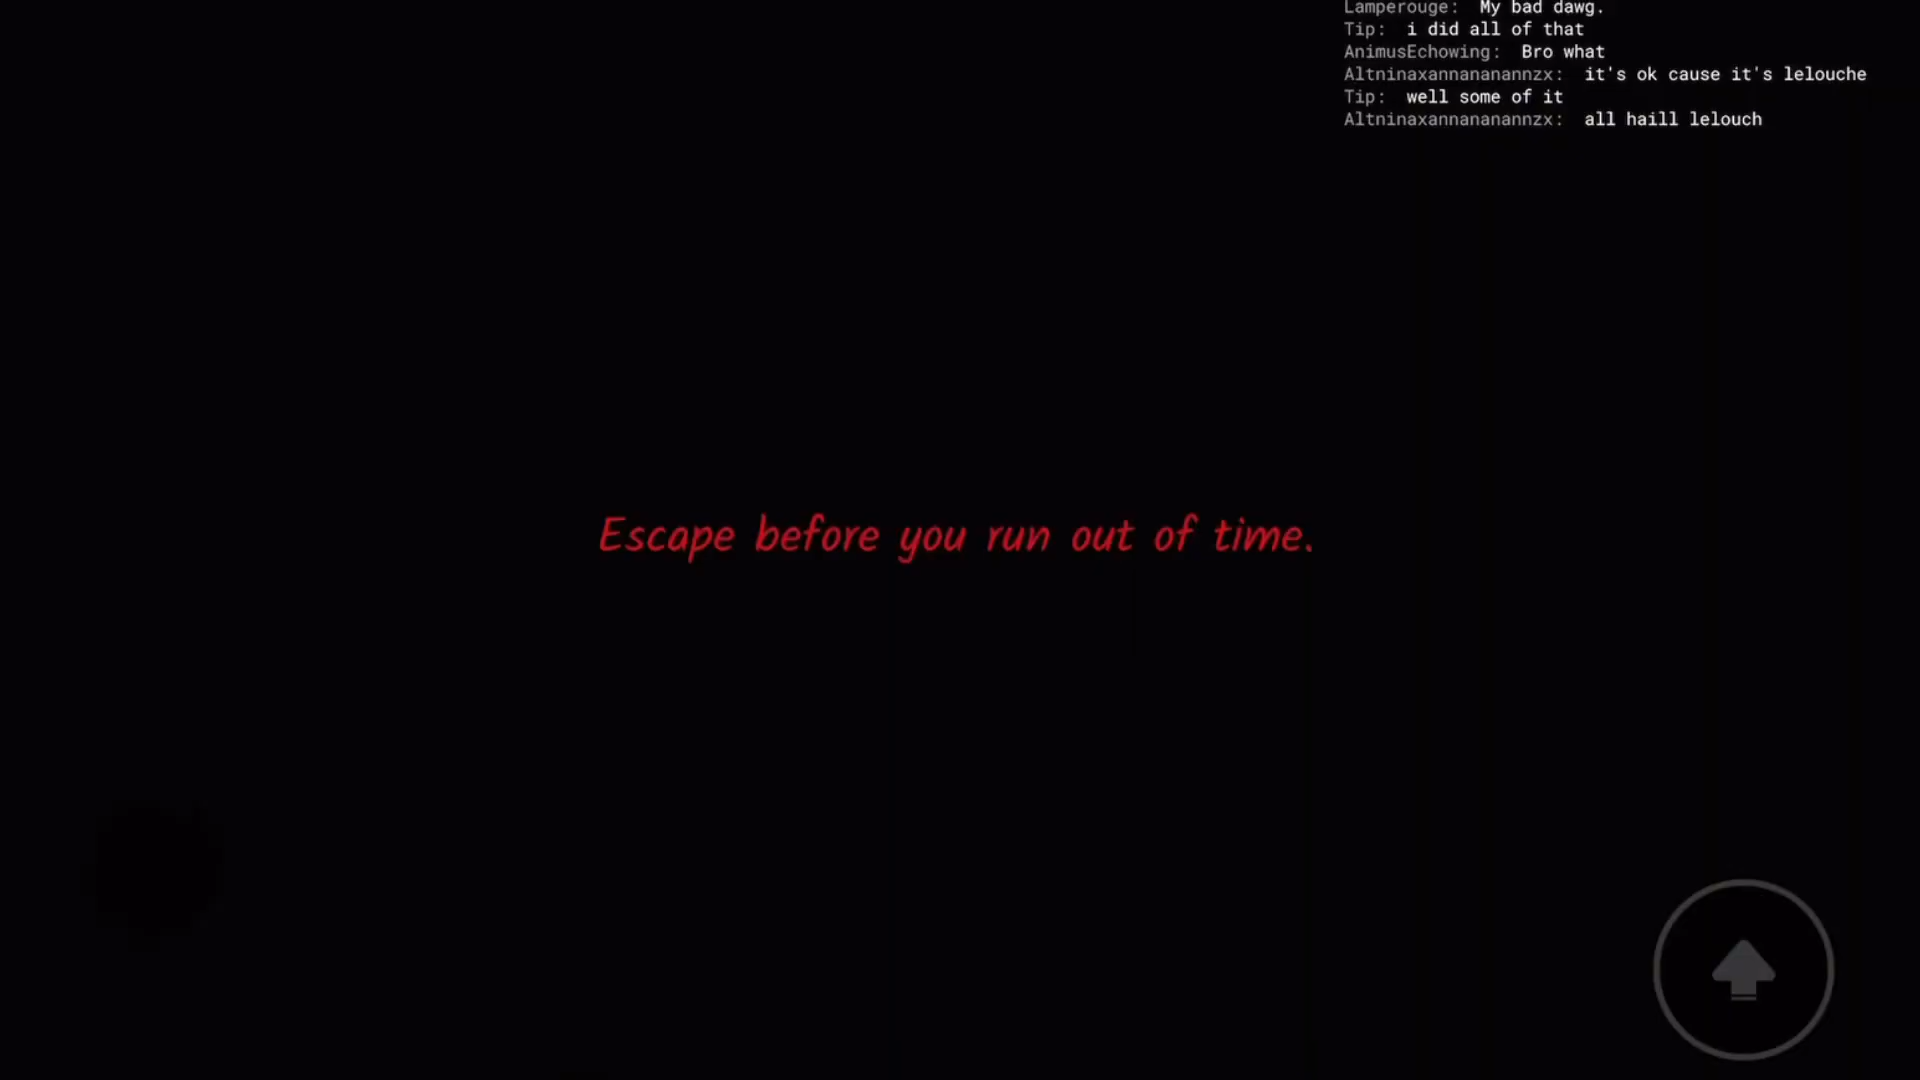 Lamperouge: My bad dawg.
Tip: i did all of that
AnimusEchowing: Bro what
Altninaxannananannzx: it's ok cause it's lelouche
Tip: well some of it
Altninaxannananannzx: all haill lelouch
Escape before you run out of time.